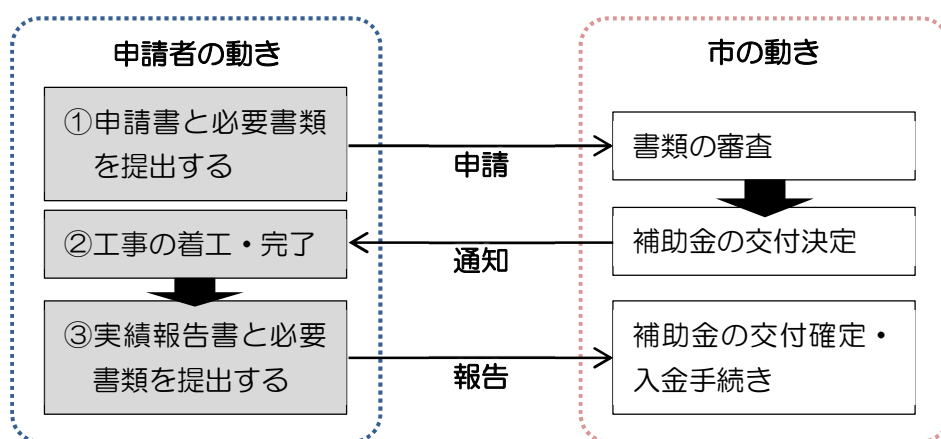 申請者の動き
市の動き
①申請書と必要書類
を提出する
申請
書類の審査
②工事の着工・完了
通知
補助金の交付決定
③実績報告書と必要
書類を提出する
報告
補助金の交付確定・
入金手続き